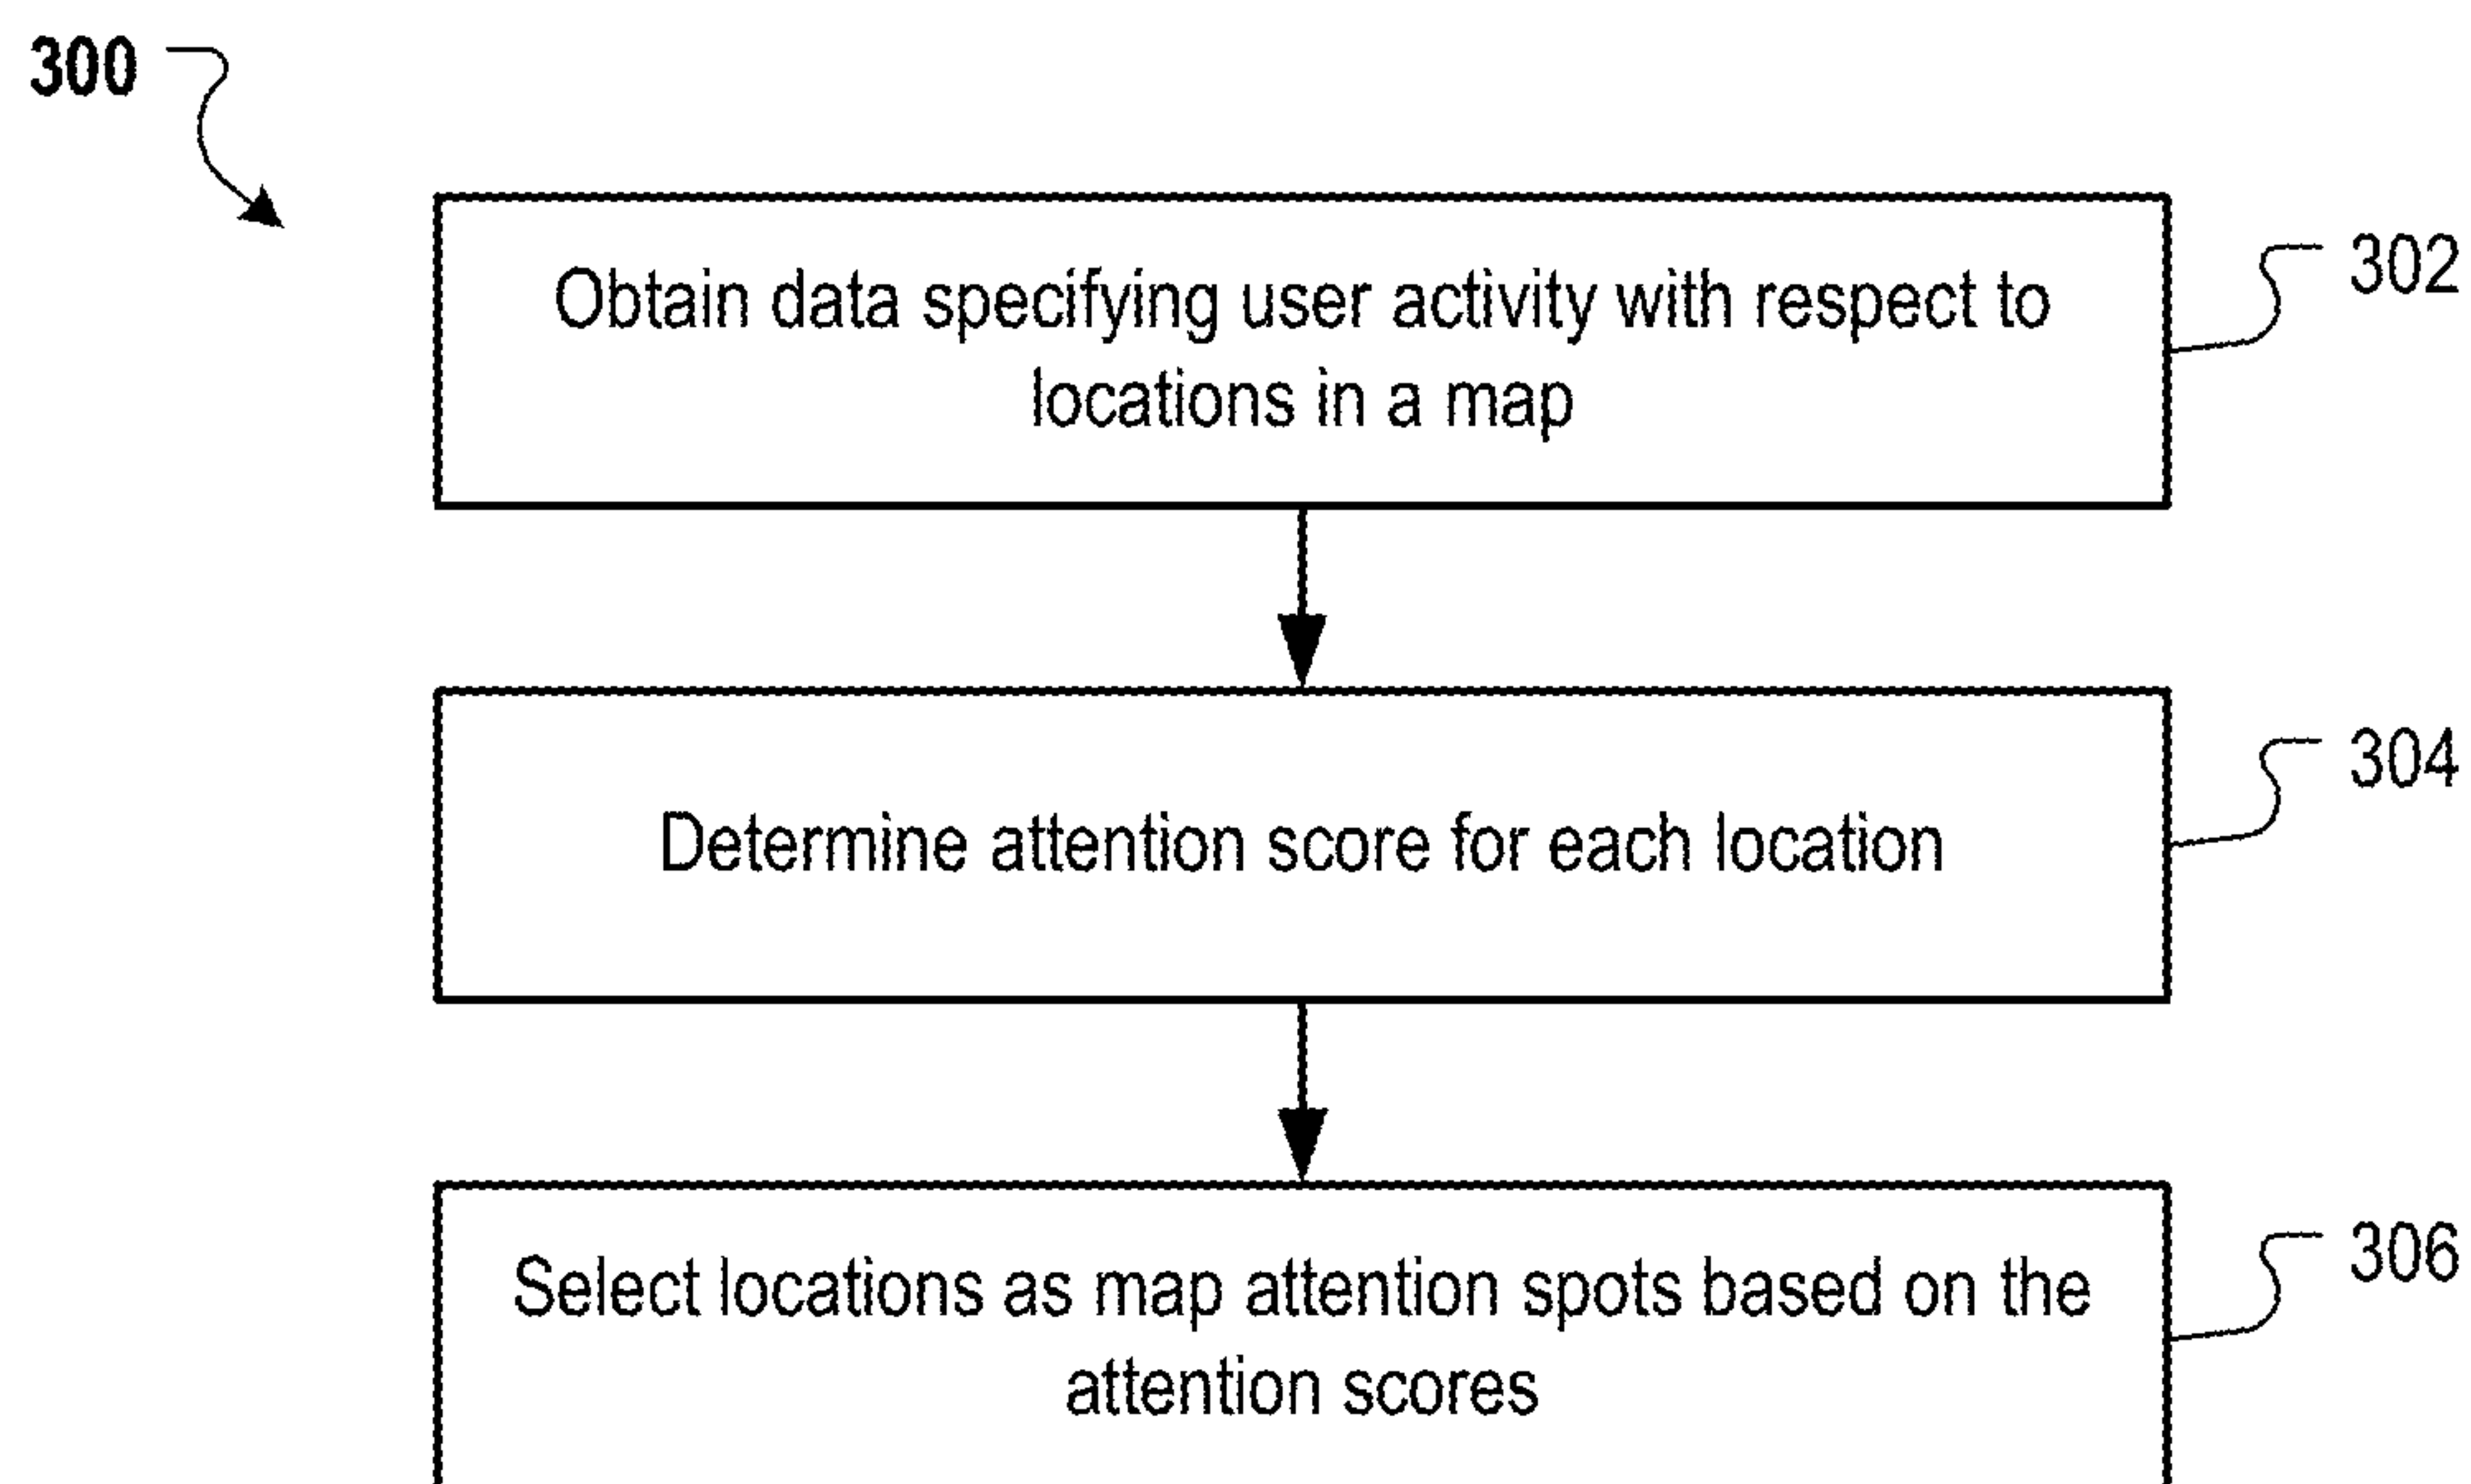 300
Obtain data specifying user activity with respect to
locations in a map
302
Determine attention score for each location
304
Select locations as map attention spots based on the
attention scores
306